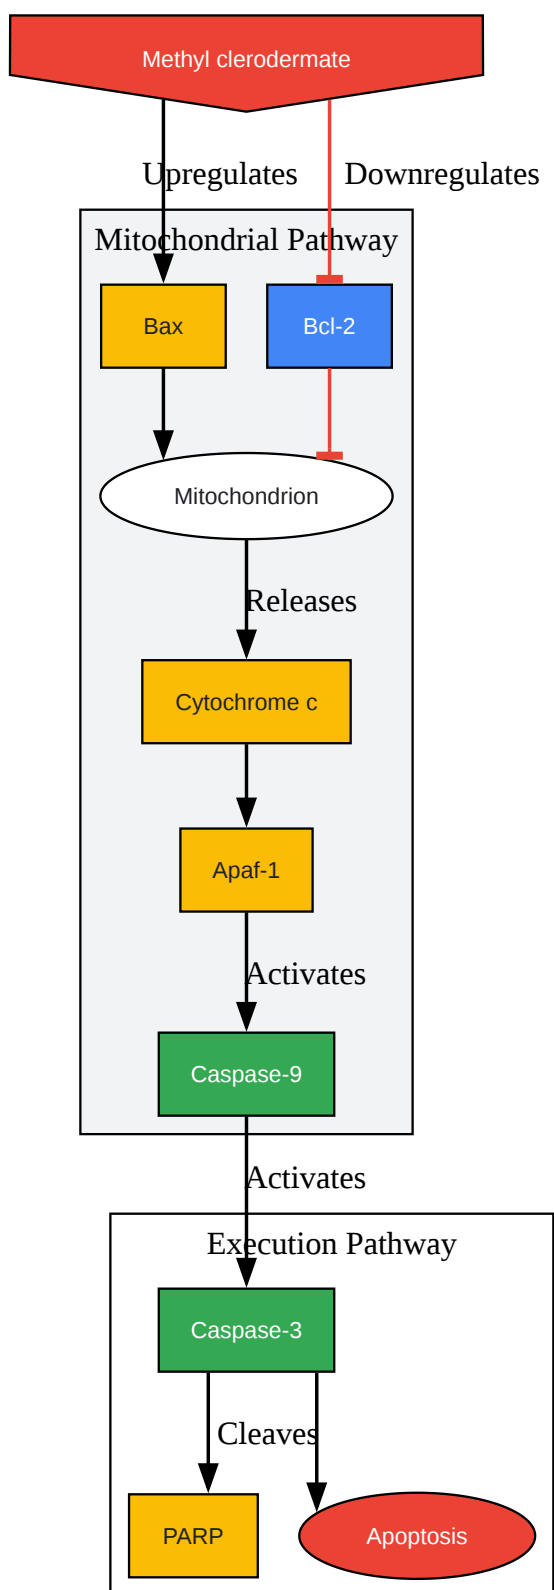 Methyl clerodermate
Upregulates
Downregulates
Mitochondrial Pathway
Bax
Bcl-2
Mitochondrion
Releases
Cytochrome c
Apaf-1
Activates
Caspase-9
Activates
Execution Pathway
Caspase-3
Cleaves
PARP
Apoptosis